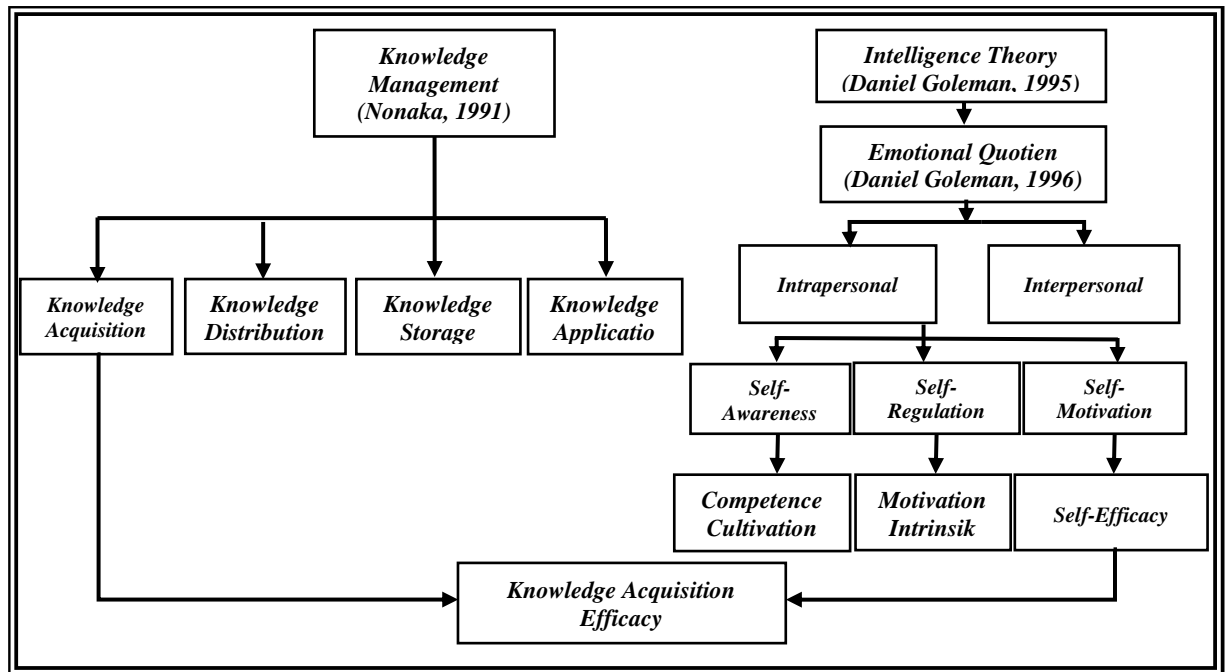 Knowledge
Management
(Nonaka, 1991)
Intelligence Theory
(Daniel Goleman, 1995)
Emotional Quotien
(Daniel Goleman, 1996)
Intrapersonal
Interpersonal
Knowledge
Acquisition
Knowledge
Distribution
Knowledge
Storage
Knowledge
Applicatio
Self-
Awareness
Self-
Regulation
Self-
Motivation
Competence
Cultivation
Motivation
Intrinsik
Self-Efficacy
Knowledge Acquisition
Efficacy